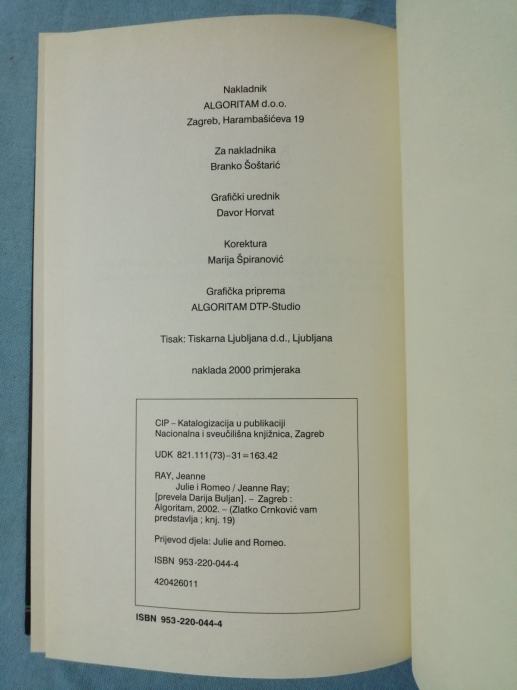 Nakladnik
ALGORITAM d.o.o.
Zagreb, Harambašićeva 19
Za nakladnika
Branko Šoštarić
Grafički urednik
Davor Horvat
Korektura
Marija Špiranović
Grafička priprema
ALGORITAM DTP-Studio
Tisak: Tiskarna Ljubljana d.d., Ljubljana
naklada 2000 primjeraka
CIP – Katalogizacija u publikaciji
Nacionalna i sveučilišna knjižnica, Zagreb
UDK 821.111(73)–31=163.42
RAY, Jeanne
Julie i Romeo / Jeanne Ray;
[prevela Darija Buljan]. – Zagreb :
Algoritam, 2002. – (Zlatko Crnković vam
predstavlja ; knj. 19)
Prijevod djela: Julie and Romeo.
ISBN 953-220-044-4
420426011
ISBN 953-220-044-4